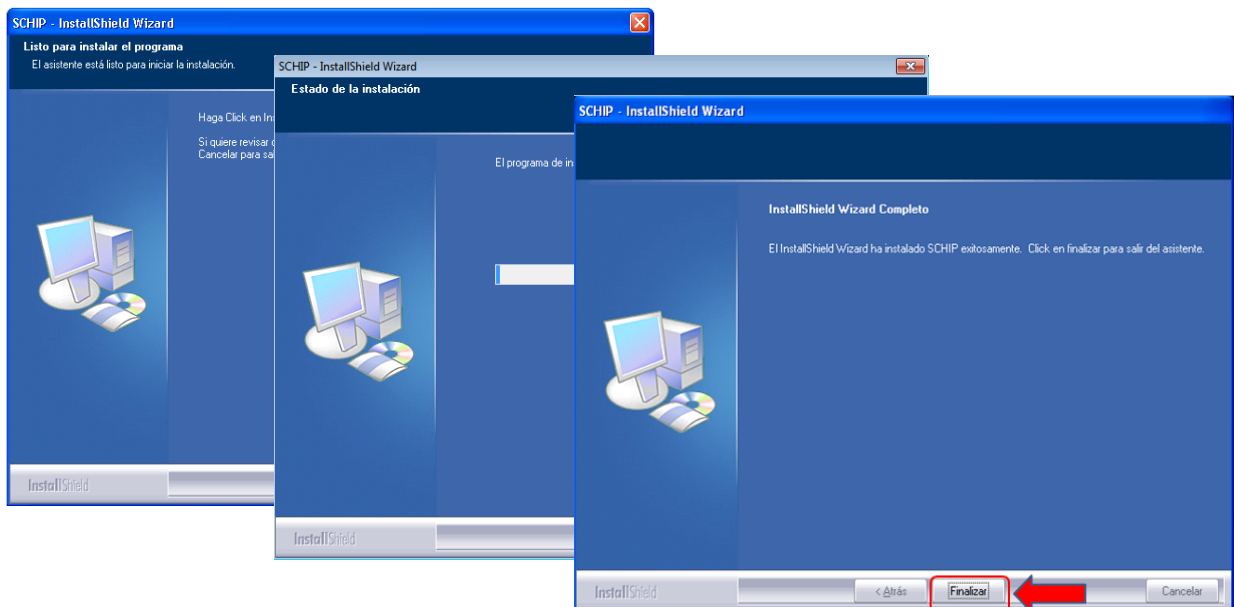 SCHIP - InstallShield Wizard
Listo para instalar el programa
El asistente está listo para iniciar la instalación.
Haga Click en
Si quiere revisar
Cancelar para
InstallShield
SCHIP - InstallShield Wizard
Estado de la instalación
El programa de
InstallShield
SCHIP - InstallShield Wizard
InstallShield Wizard Completo
El InstallShield Wizard ha instalado SCHIP exitosamente. Click en finalizar para salir del asistente.
InstallShield
< Atrás
Finalizar
Cancelar